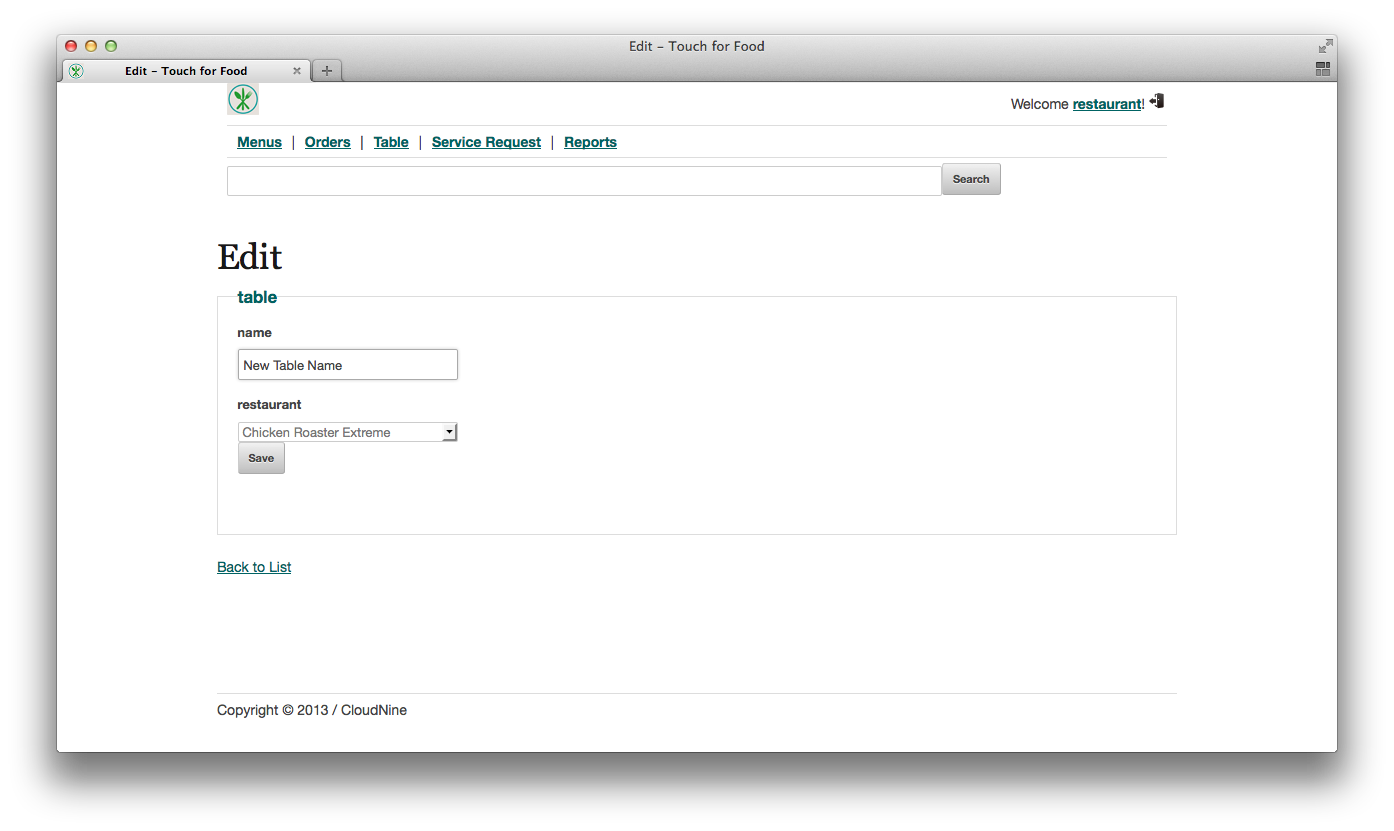 Edit – Touch for Food
Edit – Touch for Food
Welcome restaurant!
Menus | Orders | Table | Service Request | Reports
Search
Edit
table
name
New Table Name
restaurant
Chicken Roaster Extreme
Save
Back to List
Copyright © 2013 / CloudNine